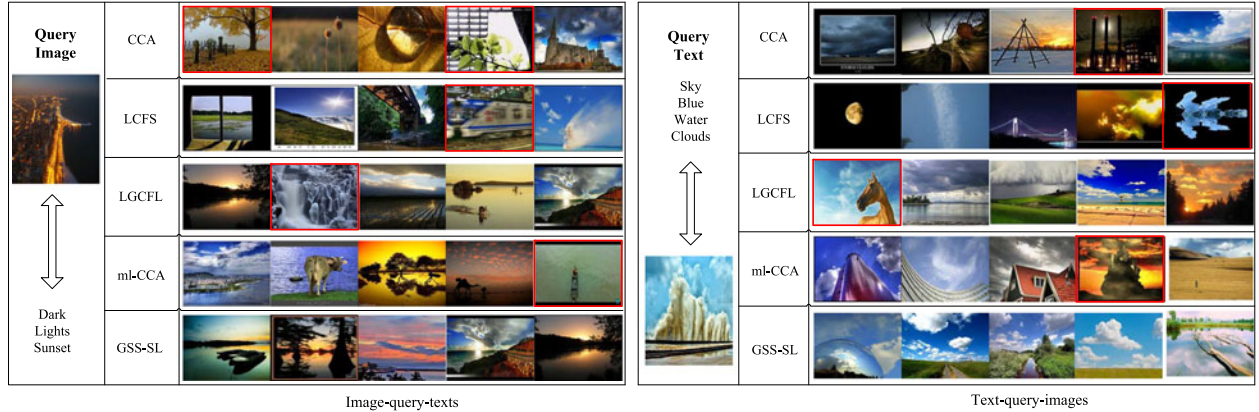 Query
Image
Dark
Lights
Sunset
CCA
LCFS
LGCFL
ml-CCA
GSS-SL
Image-query-texts
Query
Text
Sky
Blue
Water
Clouds
CCA
LCFS
LGCFL
ml-CCA
GSS-SL
Text-query-images